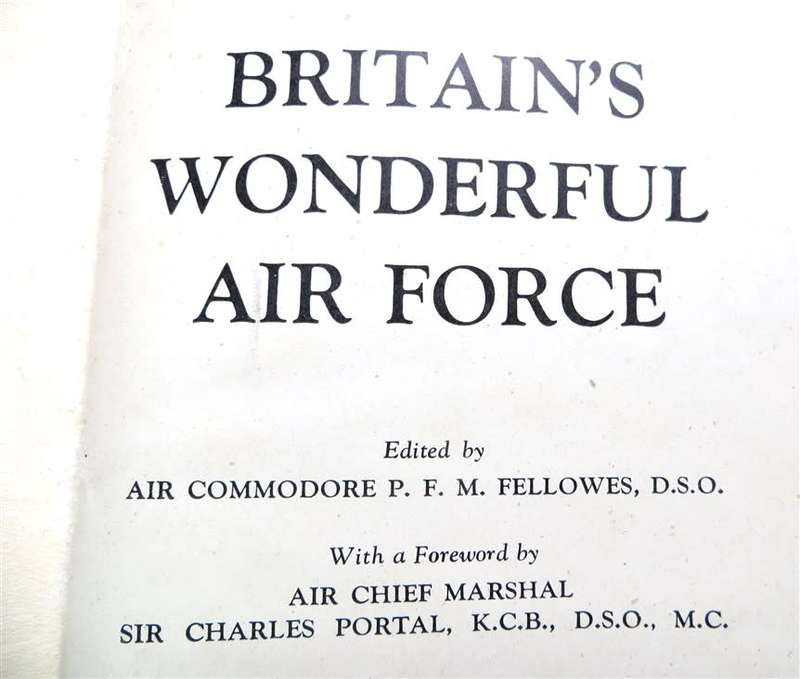 BRITAIN'S
WONDERFUL
AIR FORCE
Edited by
AIR COMMODORE P. F. M. FELLOWES, D.S.O.
With a Foreword by
AIR CHIEF MARSHAL
SIR CHARLES PORTAL, K.C.B., D.S.O., M.C.